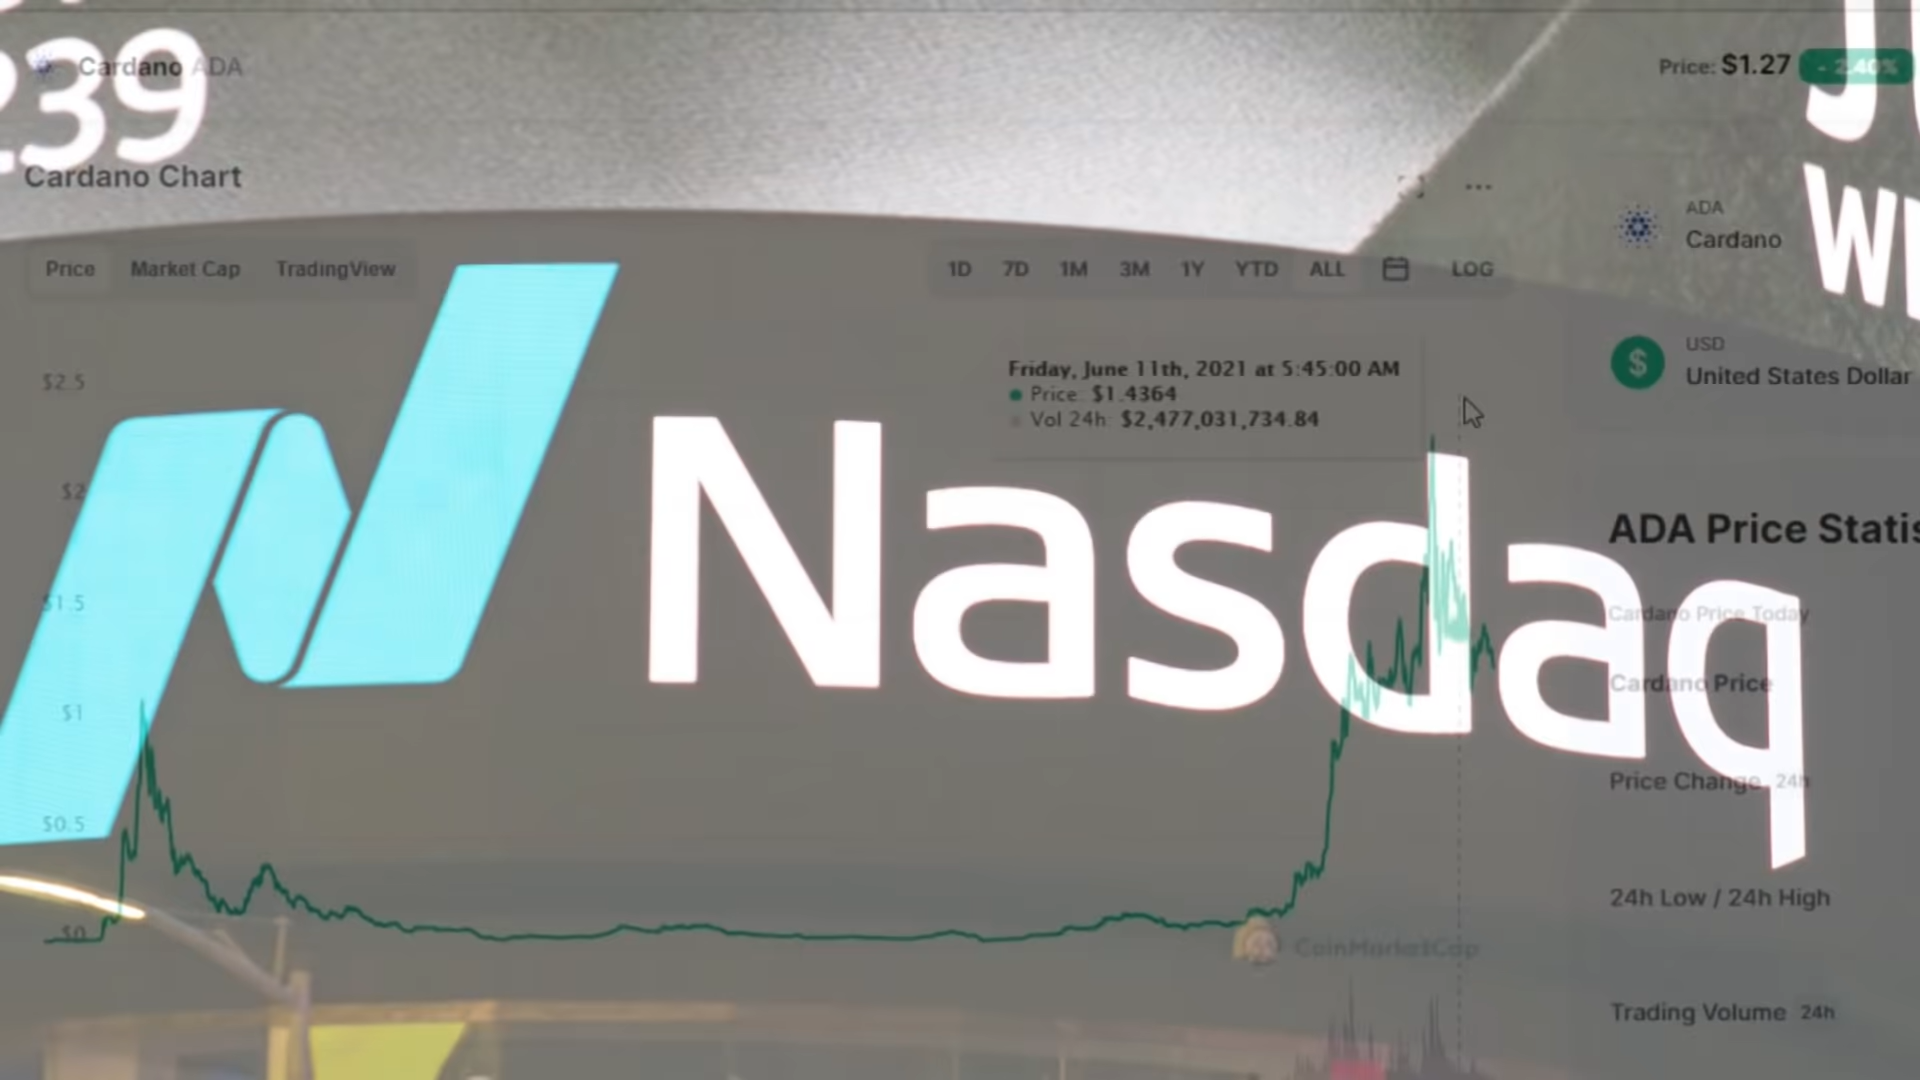 239
Cardano ADA
Price: $1.27 - 2.40%
Cardano Chart
ADA
Cardano
Price Market Cap TradingView
1D 7D 1M 3M 1Y YTD ALL LOG
USD
United States Dollar
Friday, June 11th, 2021 at 5:45:00 AM
Price: $1.4364
Vol 24h: $2,477,031,734.84
$2.5
$2
$1.5
$1
$0.5
$0
Nasdaq
ADA Price Statis
Cardano Price Today
Cardano Price
Price Change 24h
24h Low / 24h High
CoinMarketCap
Trading Volume 24h